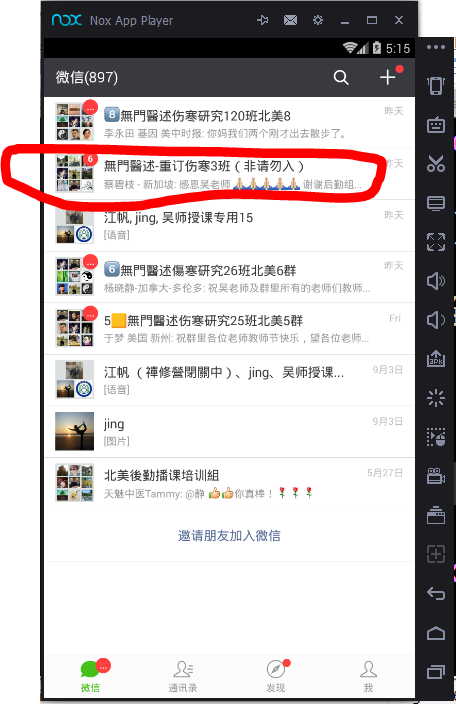 nox Nox App Player
5:15
微信(897)
8 無門醫述伤寒研究120班北美8 昨天
李永田 基因 美中时报: 你妈我们两个刚才出去散步了。
6
無門醫述-重订伤寒3班（非请勿入） 昨天
蔡碧枝 - 新加坡: 感恩吴老师🙏🙏🙏🙏🙏🙏谢谢后勤组...
江帆, jing, 吴师授课专用15 昨天
[语音]
6 無門醫述傷寒研究26班北美6群 昨天
杨晓静-加拿大-多伦多: 祝吴老师及群里所有的老师们教师...
5🟨無門醫述伤寒研究25班北美5群 Fri
于梦 美国 新州: 祝群里各位老师教师节快乐，望各位老师...
江帆 （禪修營閉關中）、jing、吴师授课... 9月3日
[语音]
jing 9月3日
[图片]
北美後勤播课培训組 5月27日
天魅中医Tammy: @静 👍👍你真棒！🌹🌹🌹
邀请朋友加入微信
微信 通讯录 发现 我